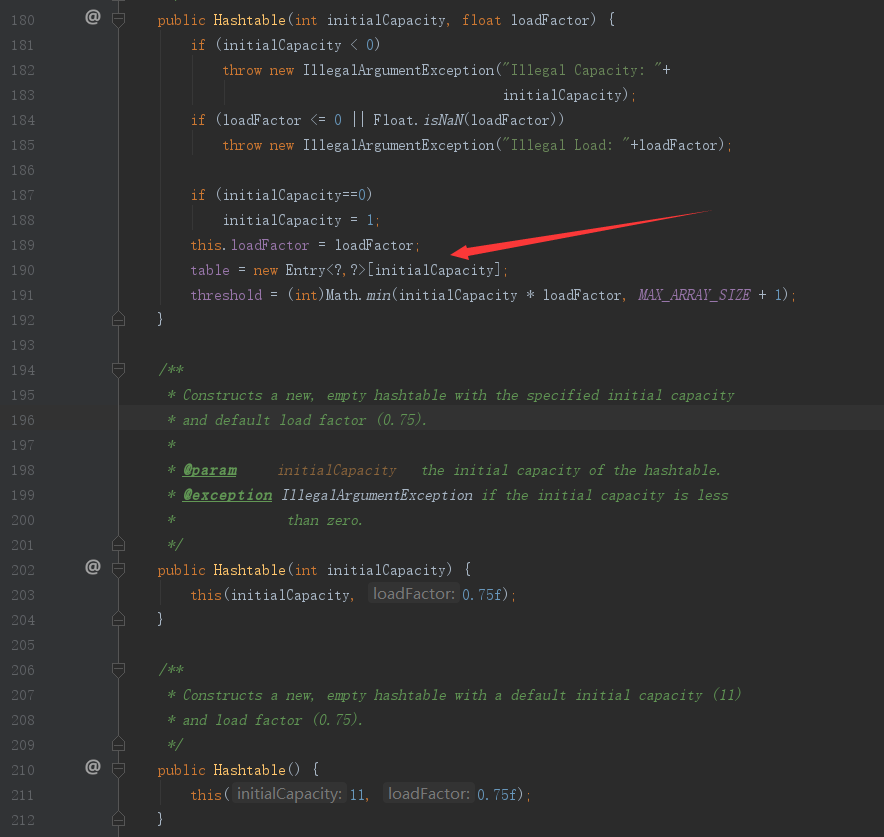 180 @ public Hashtable(int initialCapacity, float loadFactor) {
181 if (initialCapacity < 0)
182 throw new IllegalArgumentException("Illegal Capacity: "+
183 initialCapacity);
184 if (loadFactor <= 0 || Float.isNaN(loadFactor))
185 throw new IllegalArgumentException("Illegal Load: "+loadFactor);
186
187 if (initialCapacity==0)
188 initialCapacity = 1;
189 this.loadFactor = loadFactor;
190 table = new Entry<?,?>[initialCapacity];
191 threshold = (int)Math.min(initialCapacity * loadFactor, MAX_ARRAY_SIZE + 1);
192 }
193
194 /**
195 * Constructs a new, empty hashtable with the specified initial capacity
196 * and default load factor (0.75).
197 *
198 * @param initialCapacity the initial capacity of the hashtable.
199 * @exception IllegalArgumentException if the initial capacity is less
200 * than zero.
201 */
202 @ public Hashtable(int initialCapacity) {
203 this(initialCapacity, loadFactor: 0.75f);
204 }
205
206 /**
207 * Constructs a new, empty hashtable with a default initial capacity (11)
208 * and load factor (0.75).
209 */
210 @ public Hashtable() {
211 this( initialCapacity: 11, loadFactor: 0.75f);
212 }